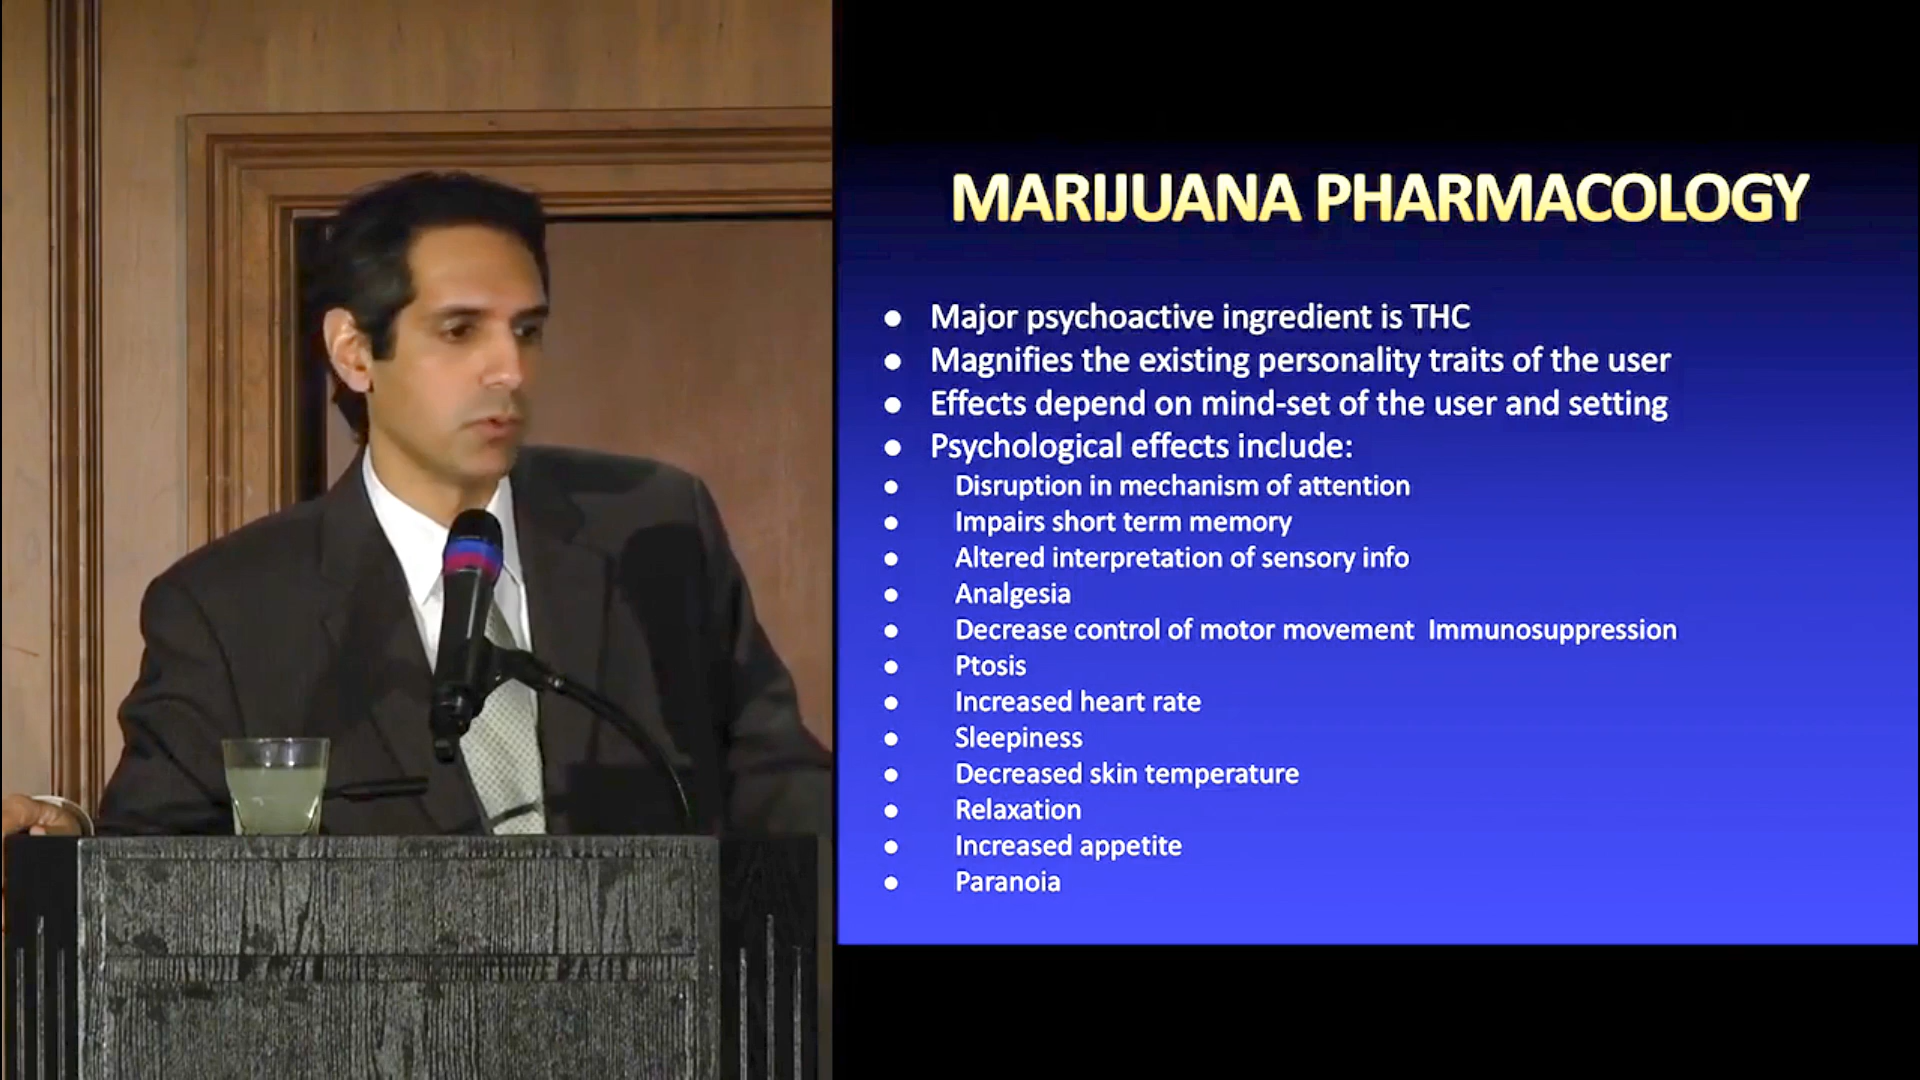 MARIJUANA PHARMACOLOGY
● Major psychoactive ingredient is THC
● Magnifies the existing personality traits of the user
● Effects depend on mind-set of the user and setting
● Psychological effects include:
● Disruption in mechanism of attention
● Impairs short term memory
● Altered interpretation of sensory info
● Analgesia
● Decrease control of motor movement Immunosuppression
● Ptosis
● Increased heart rate
● Sleepiness
● Decreased skin temperature
● Relaxation
● Increased appetite
● Paranoia